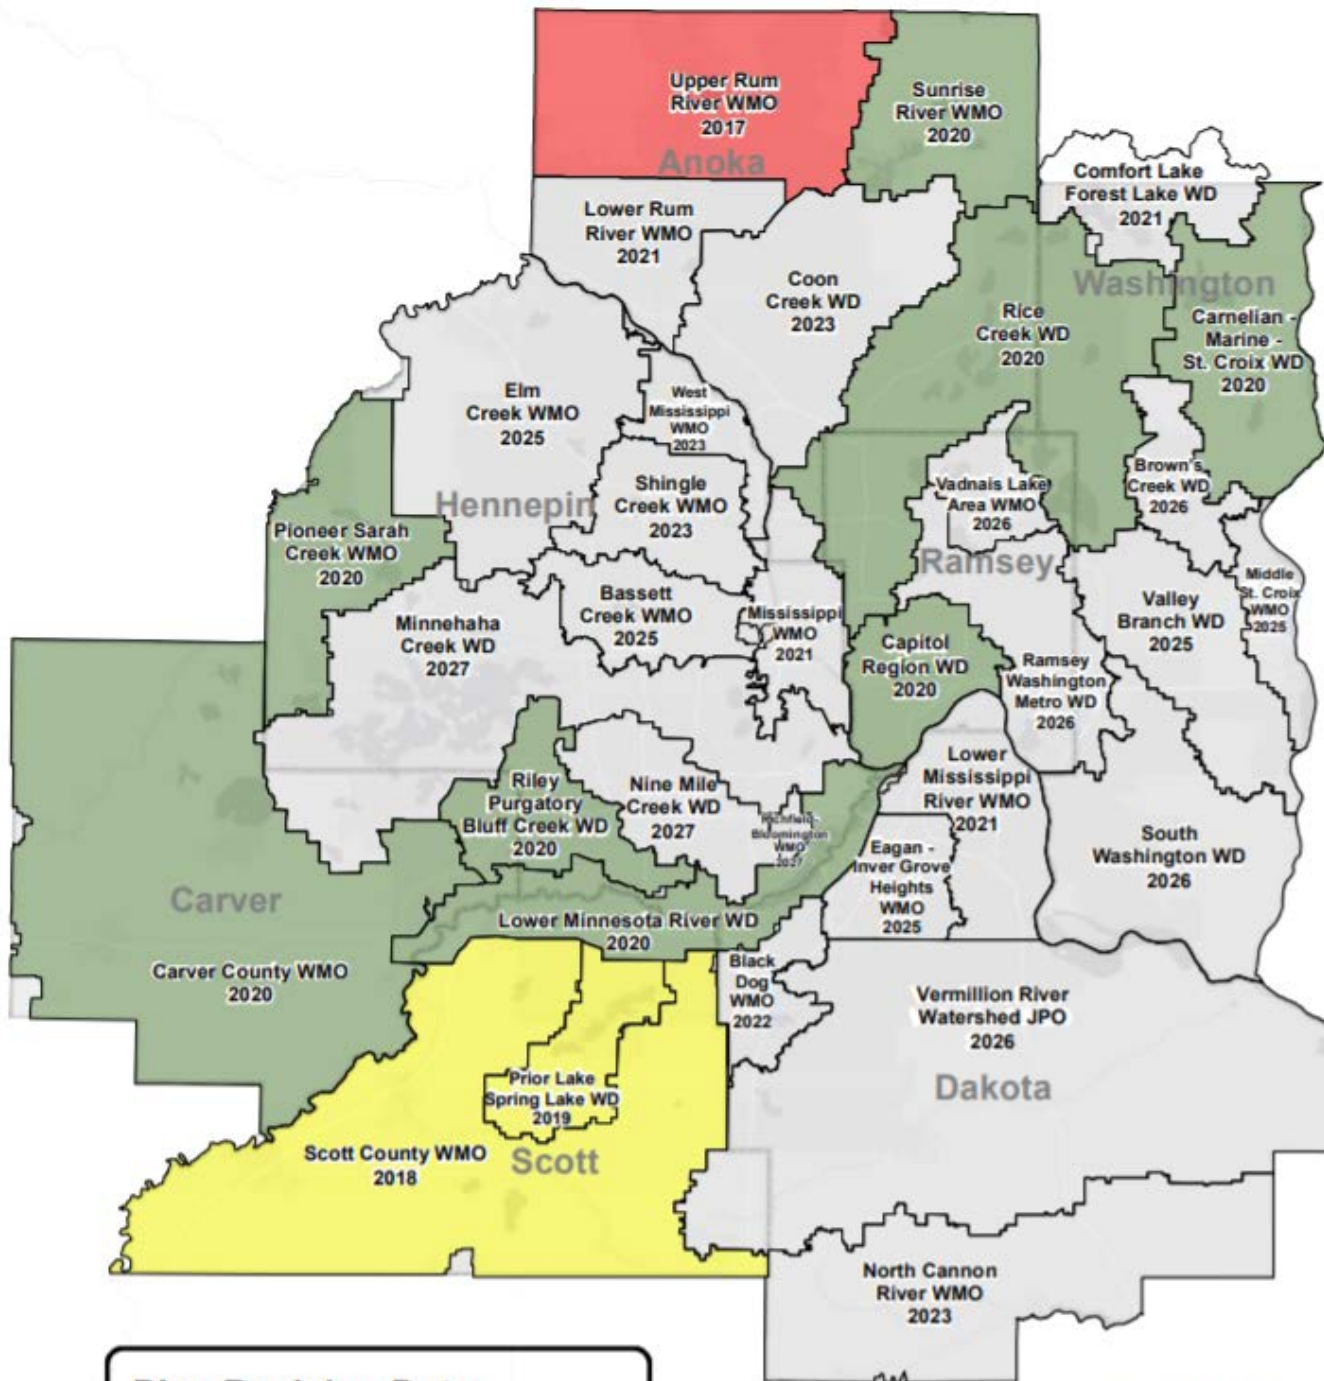 Upper Rum
River WMO
2017
Anoka
Sunrise
River WMO
2020
Comfort Lake
Forest Lake WD
2021
Lower Rum
River WMO
2021
Coon
Creek WD
2023
Washington
Rice
Creek WD
2020
Carnelian -
Marine -
St. Croix WD
2020
Elm
Creek WMO
2025
West
Mississippi
WMO
2023
Hennepin
Shingle
Creek WMO
2023
Vadnais Lake
Area WMO
2026
Brown's
Creek WD
2026
Pioneer Sarah
Creek WMO
2020
Ramsey
Minnehaha
Creek WD
2027
Bassett
Creek WMO
2025
Mississippi
WMO
2021
Capitol
Region WD
2020
Valley
Branch WD
2025
Middle
St. Croix
WMO
2025
Ramsey
Washington
Metro WD
2026
Riley
Purgatory
Bluff Creek WD
2020
Nine Mile
Creek WD
2027
Richfield-
Bloomington
WMO
2027
Lower
Mississippi
River WMO
2021
Eagan -
Inver Grove
Heights
WMO
2025
South
Washington WD
2026
Carver
Lower Minnesota River WD
2020
Carver County WMO
2020
Black
Dog
WMO
2022
Vermillion River
Watershed JPO
2026
Dakota
Prior Lake
Spring Lake WD
2019
Scott County WMO
2018
Scott
North Cannon
River WMO
2023